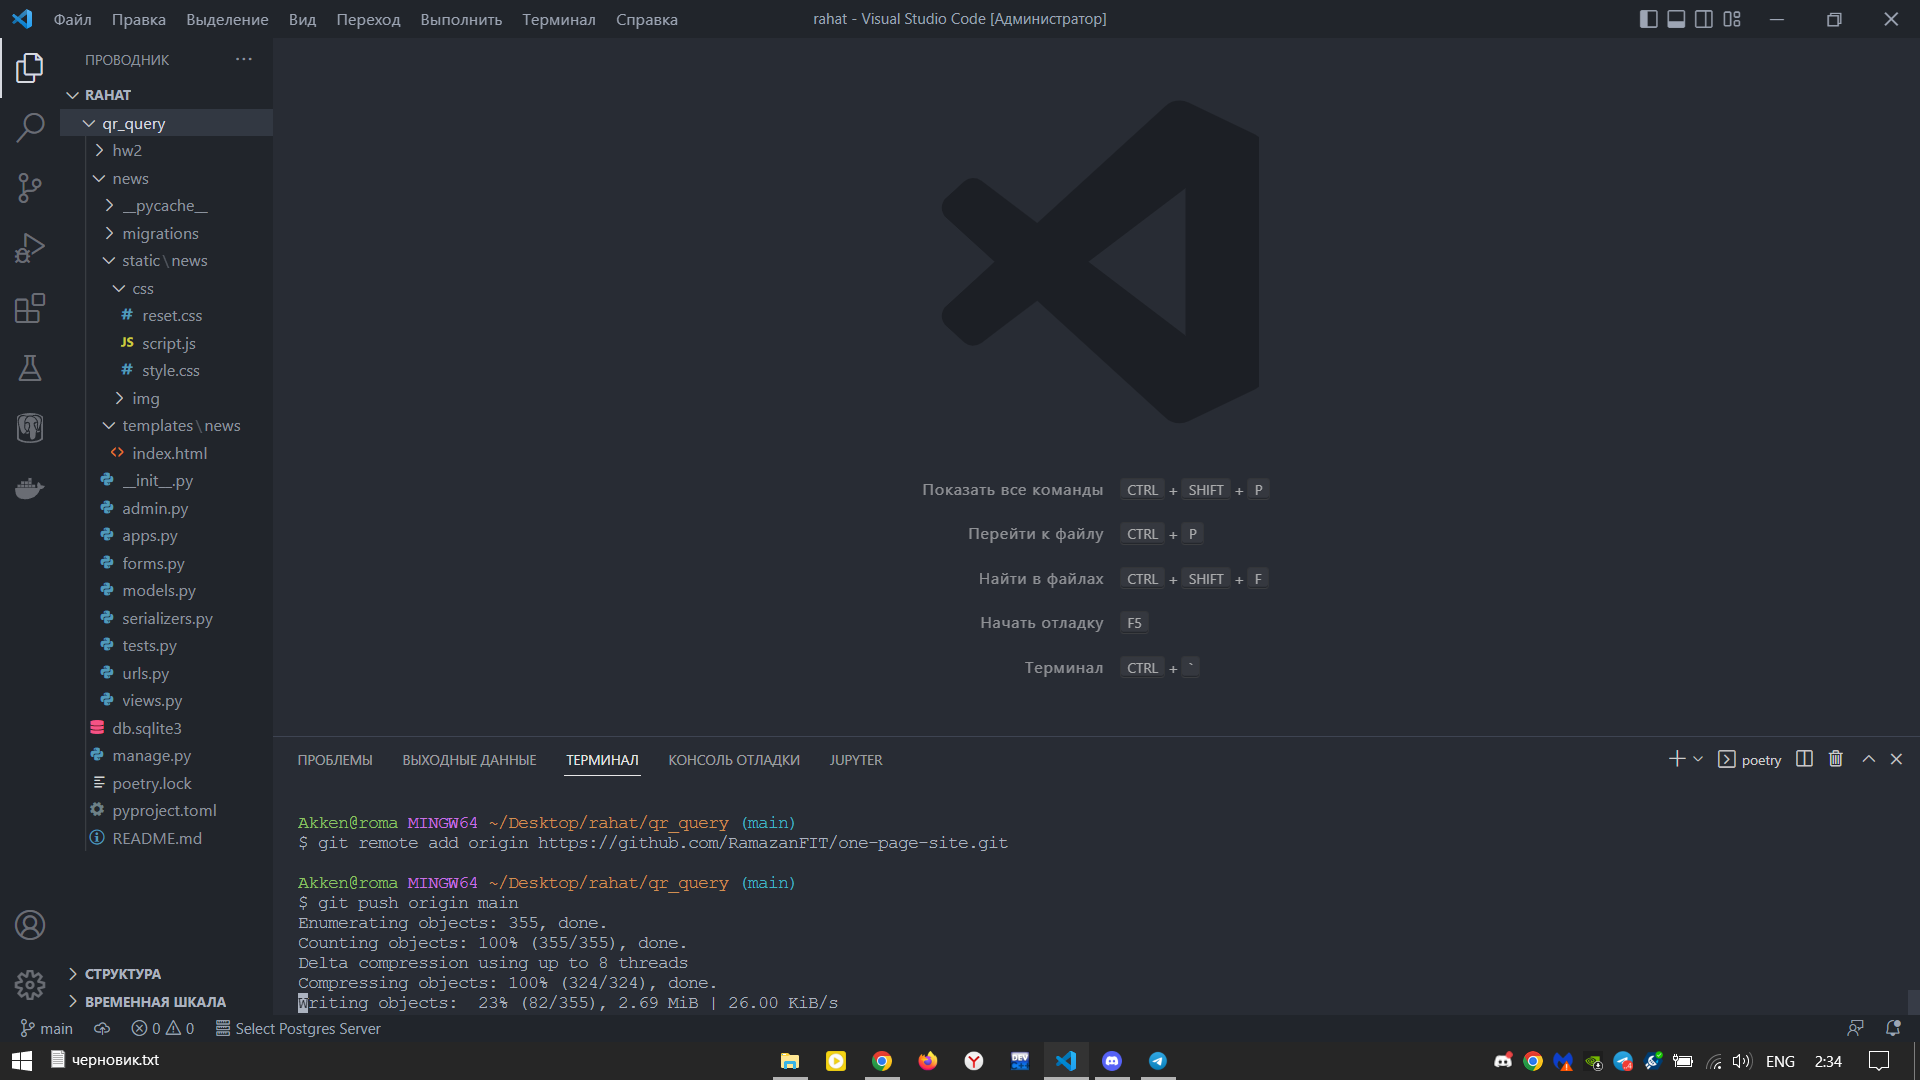 Файл Правка Выделение Вид Переход Выполнить Терминал Справка
rahat - Visual Studio Code [Администратор]
ПРОВОДНИК
RAHAT
qr_query
hw2
news
__pycache__
migrations
static\news
css
# reset.css
JS script.js
# style.css
img
templates\news
<> index.html
__init__.py
admin.py
apps.py
forms.py
models.py
serializers.py
tests.py
urls.py
views.py
db.sqlite3
manage.py
poetry.lock
pyproject.toml
README.md
СТРУКТУРА
ВРЕМЕННАЯ ШКАЛА
Показать все команды CTRL + SHIFT + P
Перейти к файлу CTRL + P
Найти в файлах CTRL + SHIFT + F
Начать отладку F5
Терминал CTRL + `
ПРОБЛЕМЫ ВЫХОДНЫЕ ДАННЫЕ ТЕРМИНАЛ КОНСОЛЬ ОТЛАДКИ JUPYTER
poetry
Akken@roma MINGW64 ~/Desktop/rahat/qr_query (main)
$ git remote add origin https://github.com/RamazanFIT/one-page-site.git
Akken@roma MINGW64 ~/Desktop/rahat/qr_query (main)
$ git push origin main
Enumerating objects: 355, done.
Counting objects: 100% (355/355), done.
Delta compression using up to 8 threads
Compressing objects: 100% (324/324), done.
Writing objects:  23% (82/355), 2.69 MiB | 26.00 KiB/s
main 0 0 Select Postgres Server
черновик.txt
DEV
ENG 2:34